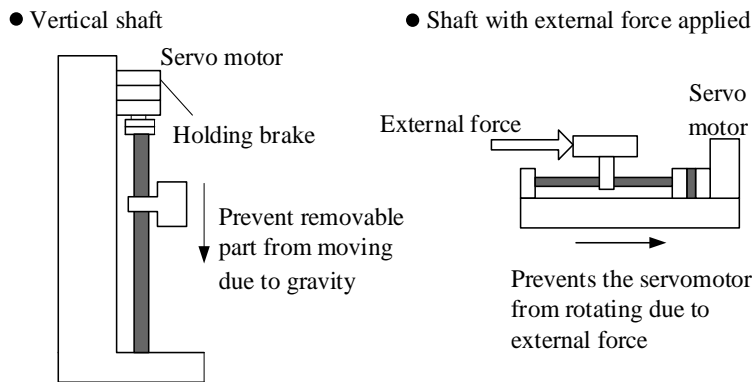 ● Vertical shaft
Servo motor
Holding brake
Prevent removable
part from moving
due to gravity
● Shaft with external force applied
Servo
motor
External force
Prevents the servomotor
from rotating due to
external force